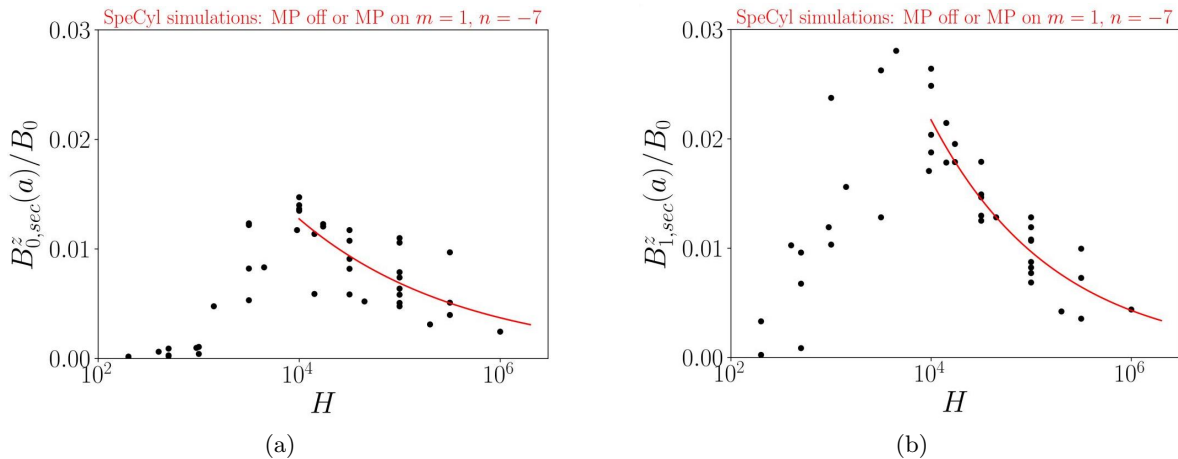 SpeCyl simulations: MP off or MP on m = 1, n = −7
0.03
0.02
0.01
0.00
B^z_{0,sec}(a)/B_0
10^2
10^4
10^6
H
(a)
SpeCyl simulations: MP off or MP on m = 1, n = −7
0.03
0.02
0.01
0.00
B^z_{1,sec}(a)/B_0
10^2
10^4
10^6
H
(b)